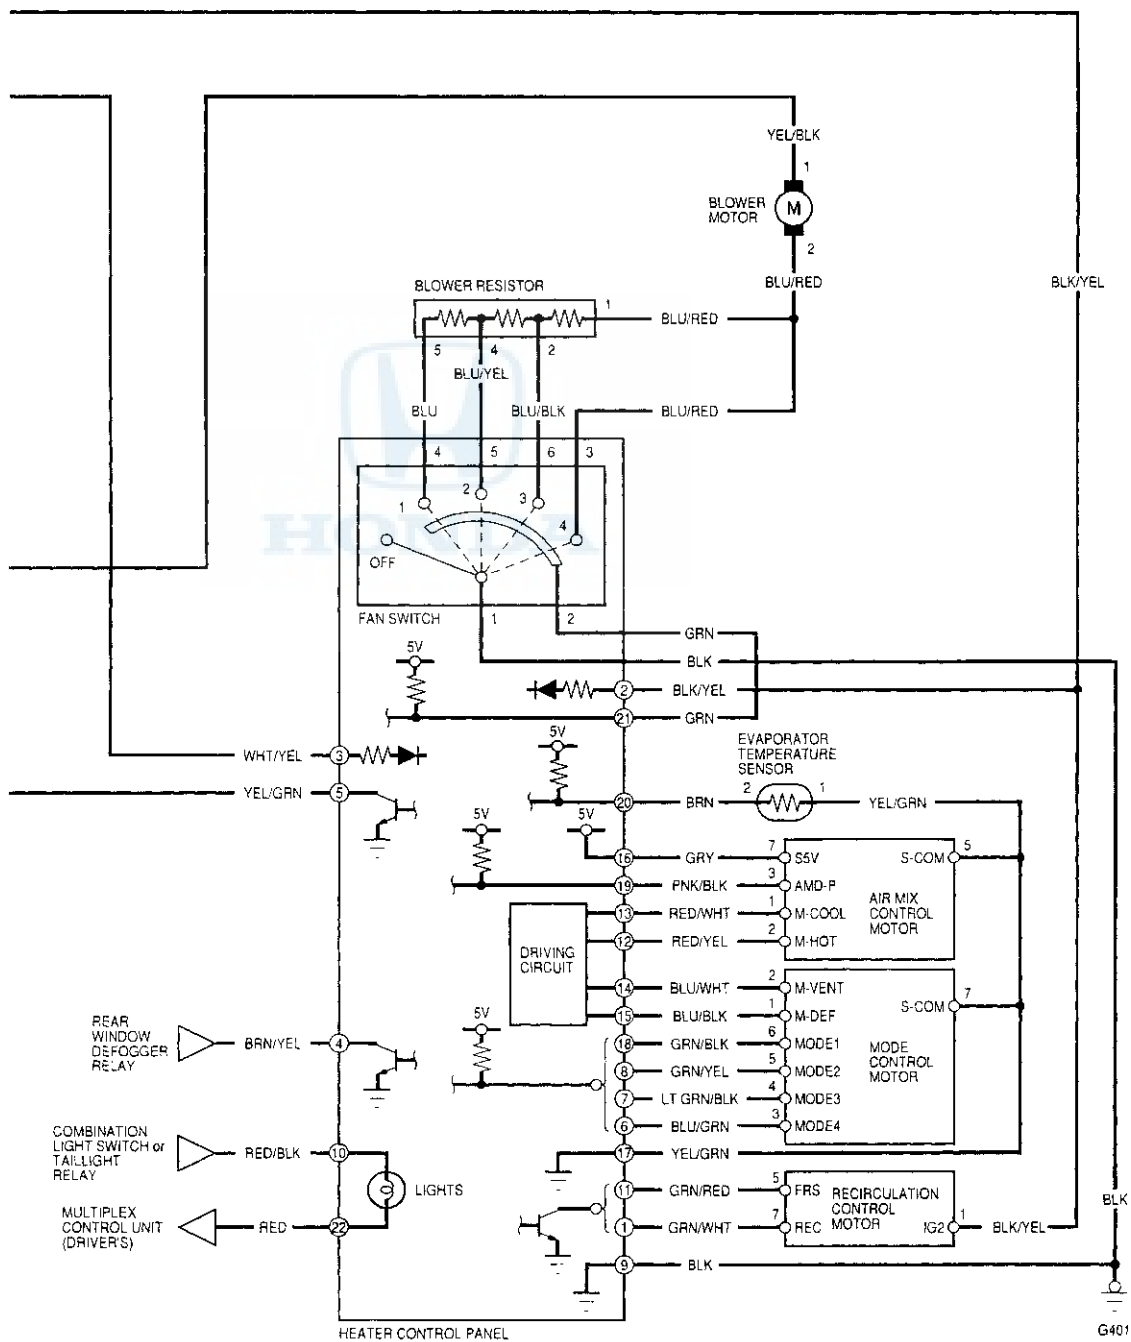 YEL/BLK
1
BLOWER
MOTOR
M
2
BLU/RED
BLK/YEL
BLOWER RESISTOR
1
BLU/RED
5
4
2
BLU/YEL
BLU
BLU/BLK
BLU/RED
4
5
6
3
1
2
3
4
OFF
HONDA
FAN SWITCH
1
2
GRN
5V
BLK
2
BLK/YEL
21
GRN
WHT/YEL
3
5V
EVAPORATOR
TEMPERATURE
SENSOR
YEL/GRN
5
20
BRN
2
1
YEL/GRN
5V
5V
16
GRY
7
S5V
S-COM
5
19
PNK/BLK
3
AMD-P
AIR MIX
CONTROL
MOTOR
13
RED/WHT
1
M-COOL
12
RED/YEL
2
M-HOT
DRIVING
CIRCUIT
14
BLU/WHT
2
M-VENT
S-COM
7
15
BLU/BLK
1
M-DEF
5V
REAR
WINDOW
DEFOGGER
RELAY
BRN/YEL
4
18
GRN/BLK
6
MODE1
MODE
CONTROL
MOTOR
8
GRN/YEL
5
MODE2
7
LT GRN/BLK
4
MODE3
6
BLU/GRN
3
MODE4
COMBINATION
LIGHT SWITCH or
TAILLIGHT
RELAY
RED/BLK
10
17
YEL/GRN
LIGHTS
11
GRN/RED
5
FRS
RECIRCULATION
CONTROL
MOTOR
MULTIPLEX
CONTROL UNIT
(DRIVER'S)
RED
22
1
GRN/WHT
7
REC
IG2
1
BLK/YEL
BLK
9
BLK
HEATER CONTROL PANEL
G401